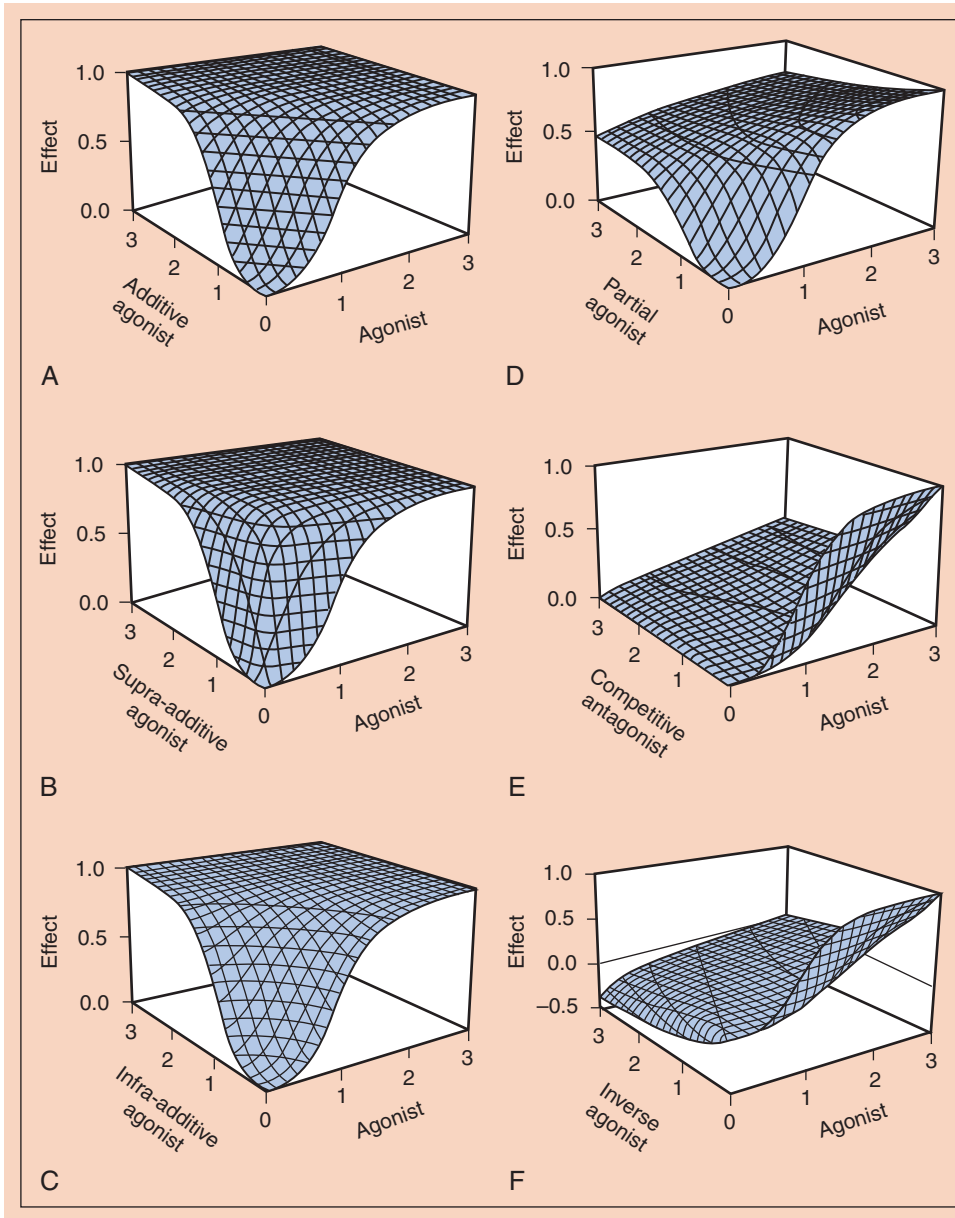 1.0
0.5
0.0
Effect
3
2
1
0
1
2
3
Additive
agonist
Agonist
A
1.0
0.5
0.0
Effect
3
2
1
0
1
2
3
Supra-additive
agonist
Agonist
B
1.0
0.5
0.0
Effect
3
2
1
0
1
2
3
Infra-additive
agonist
Agonist
C
1.0
0.5
0.0
Effect
3
2
1
0
1
2
3
Partial
agonist
Agonist
D
1.0
0.5
0.0
Effect
3
2
1
0
1
2
3
Competitive
antagonist
Agonist
E
1.0
0.5
0.0
–0.5
Effect
3
2
1
0
1
2
3
Inverse
agonist
Agonist
F